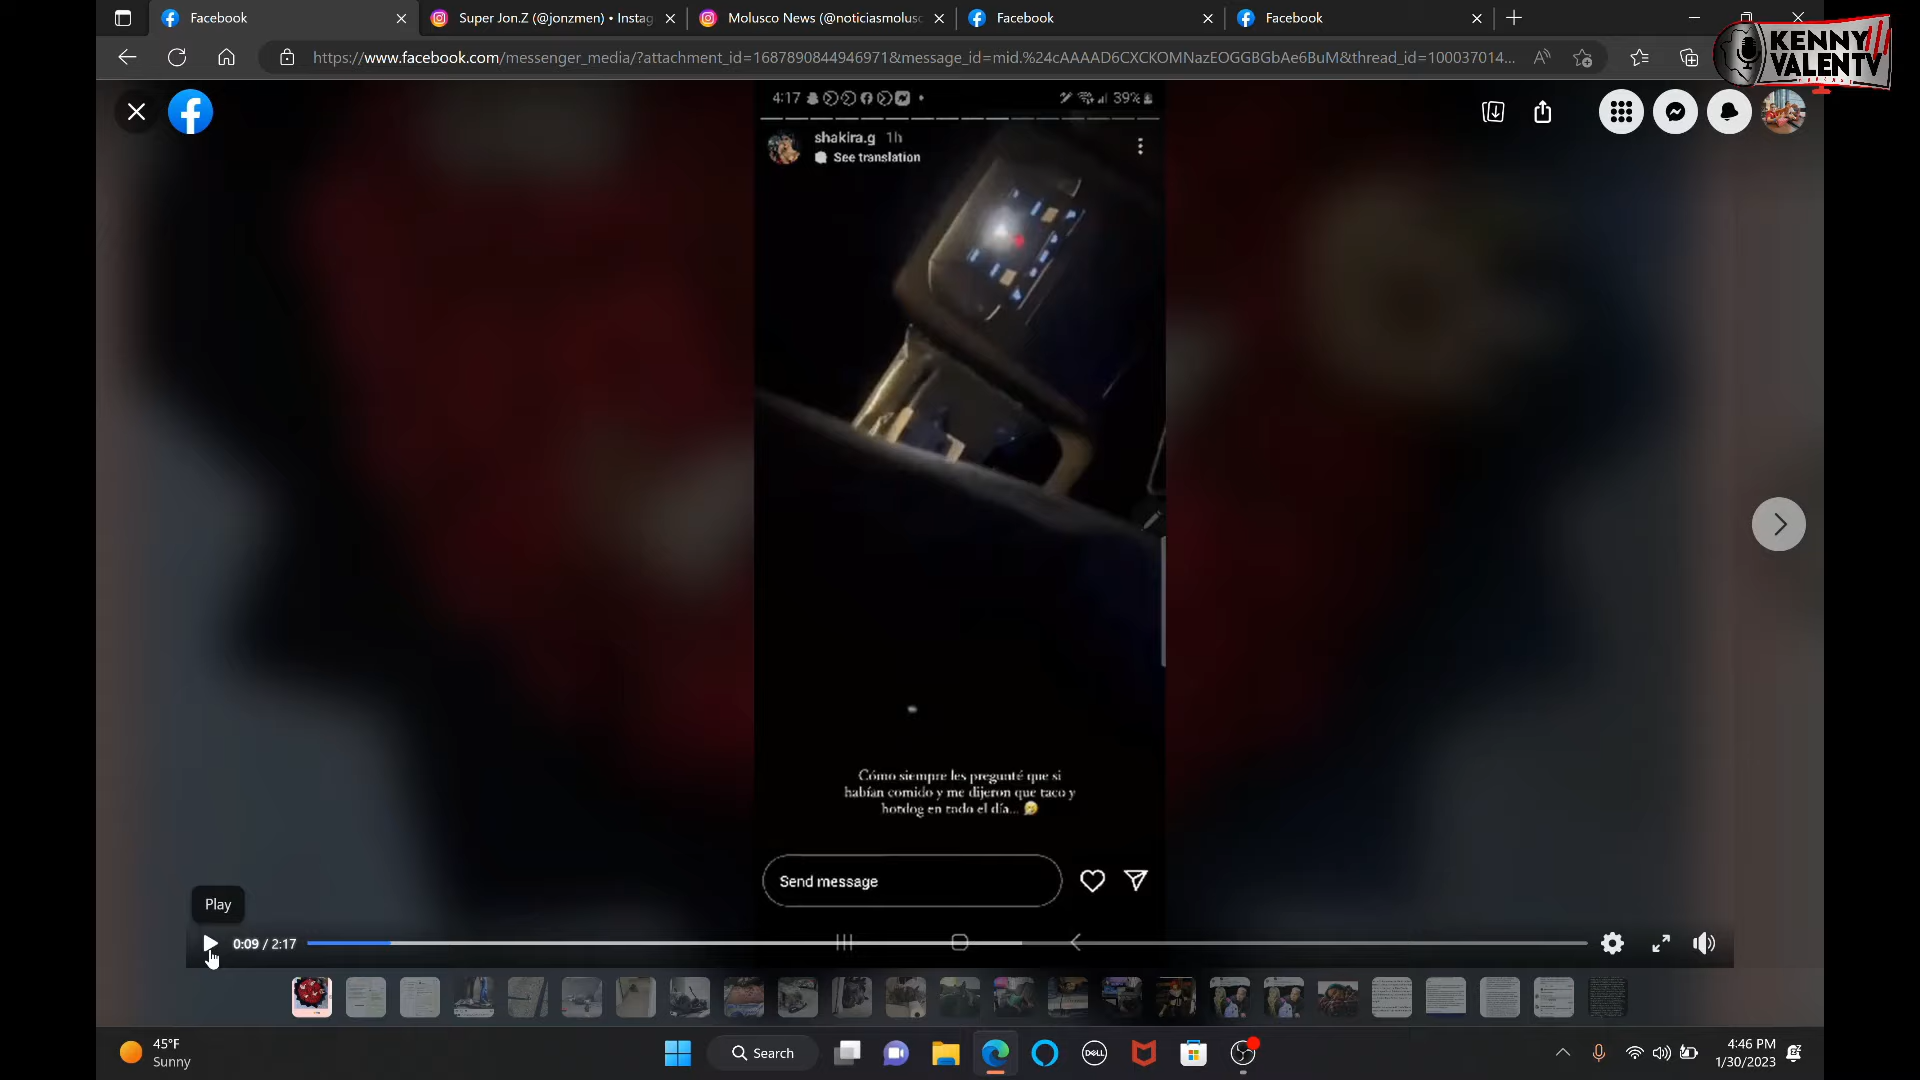 Facebook
Super Jon.Z (@jonzmen) • Instag
Molusco News (@noticiasmolusc
Facebook
Facebook
KENNY
VALENTV
https://www.facebook.com/messenger_media/?attachment_id=1687890844946971&message_id=mid.%24cAAAAD6CXCKOMNazEOGGBGbAe6BuM&thread_id=100037014...
4:17
39%
shakira.g 1h
See translation
Cómo siempre les pregunté que si
habían comido y me dijeron que taco y
hotdog en todo el día...
Send message
Play
0:09 / 2:17
45°F
Sunny
Search
DELL
4:46 PM
1/30/2023